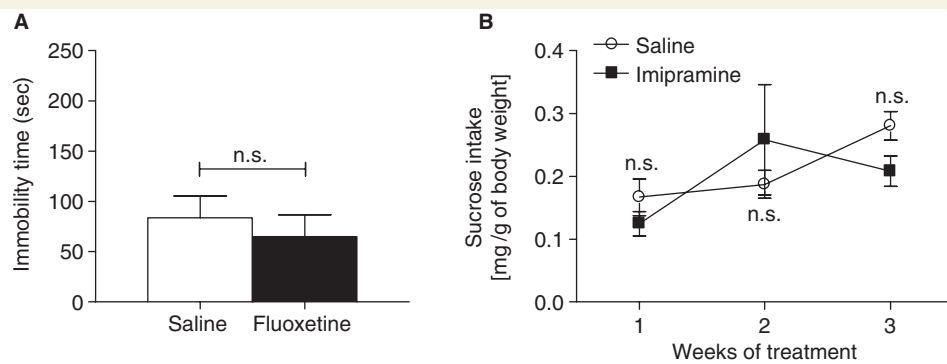 A
250
200
150
100
50
0
Immobility time (sec)
n.s.
Saline
Fluoxetine
B
0.4
0.3
0.2
0.1
0.0
Sucrose intake
[mg/g of body weight]
Saline
Imipramine
n.s.
n.s.
n.s.
1
2
3
Weeks of treatment